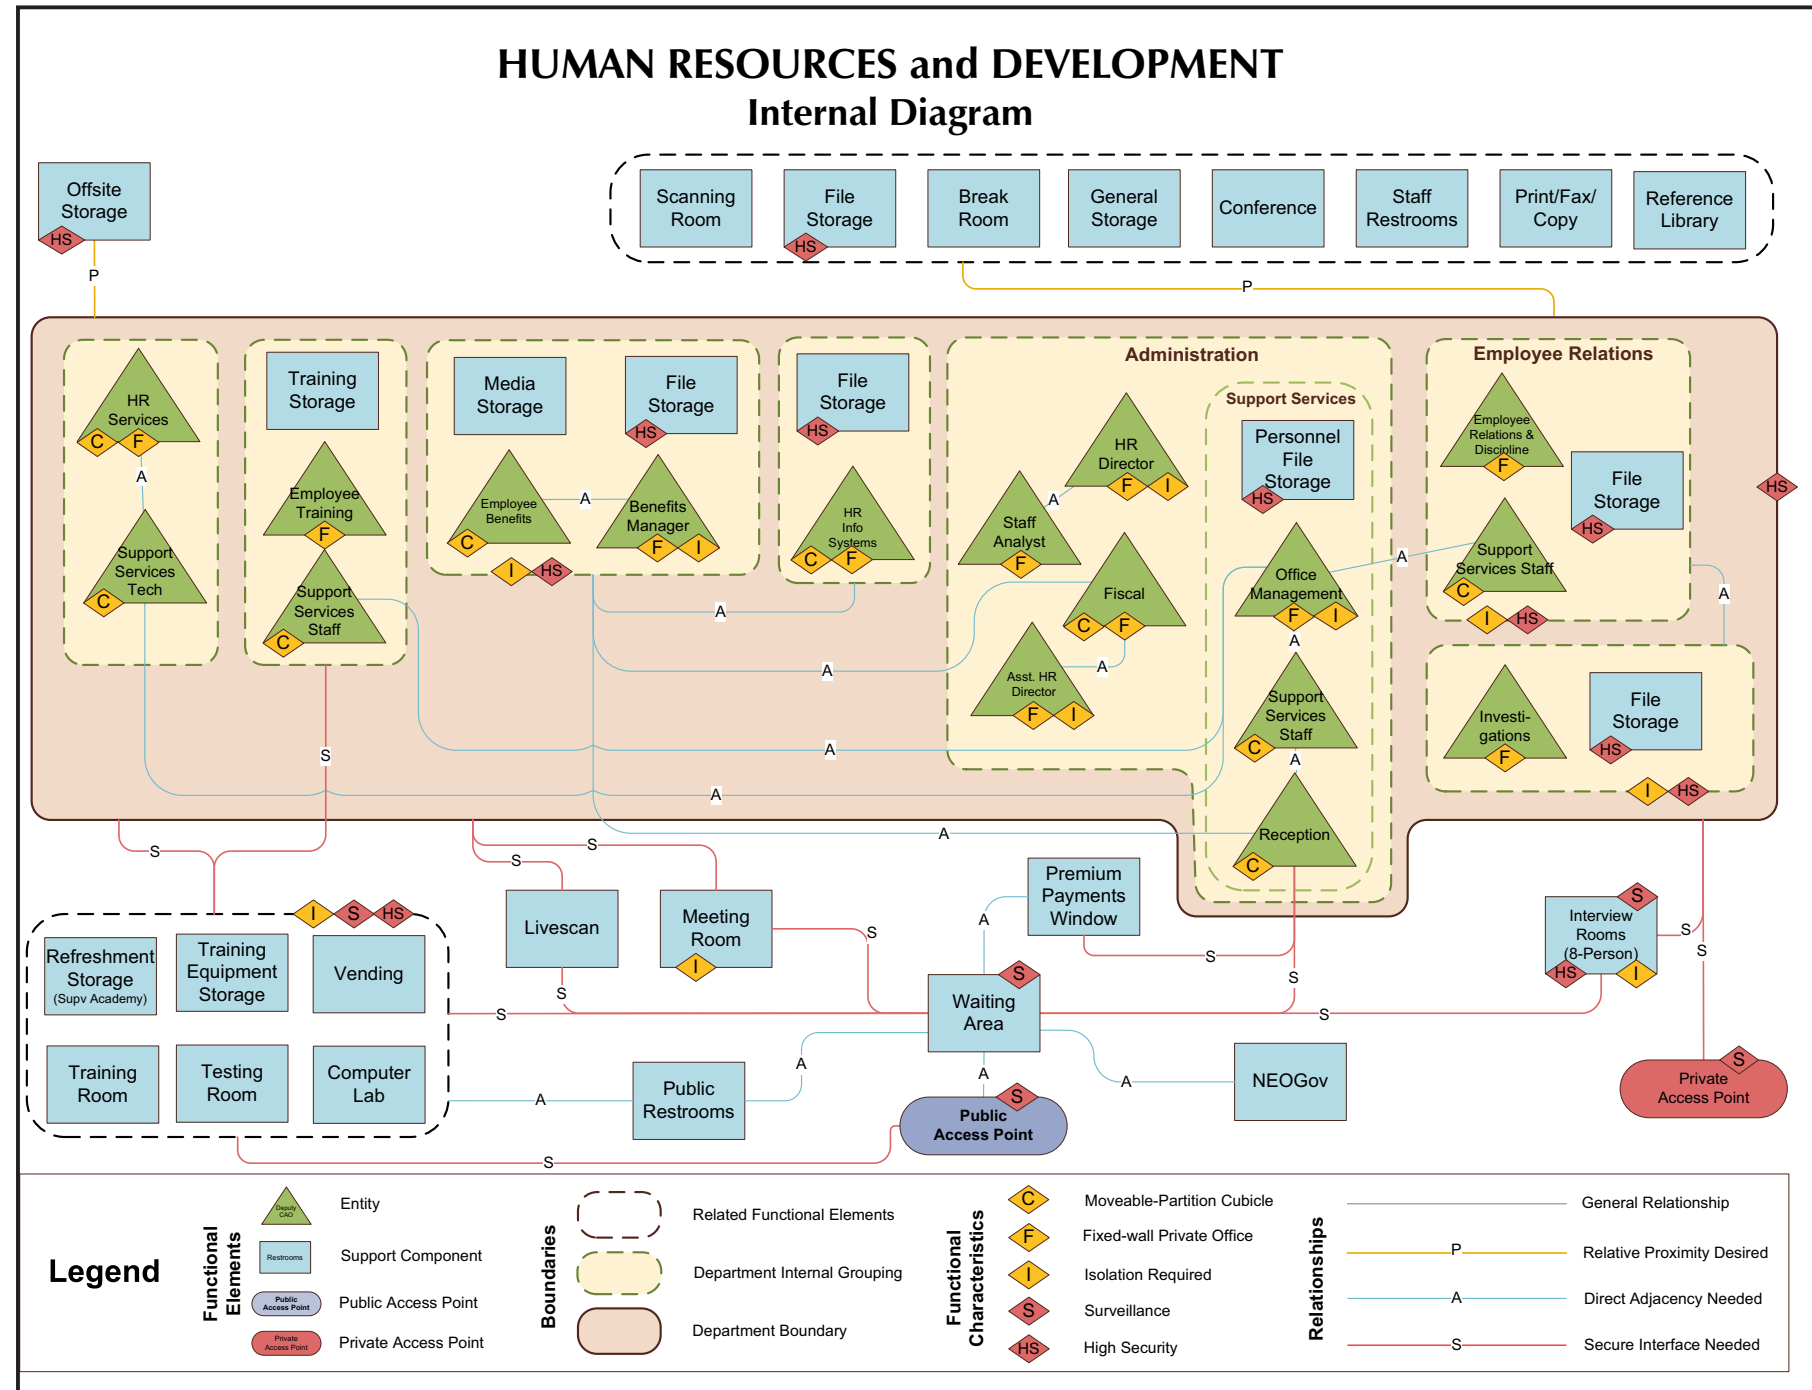 HUMAN RESOURCES and DEVELOPMENT
Internal Diagram
Offsite
Storage
HS
P
Scanning
Room
File
Storage
HS
Break
Room
General
Storage
Conference
Staff
Restrooms
Print/Fax/
Copy
Reference
Library
P
HR
Services
C
F
A
Support
Services
Tech
C
Training
Storage
Employee
Training
F
Support
Services
Staff
C
S
Media
Storage
File
Storage
HS
Employee
Benefits
C
A
Benefits
Manager
F
I
I
HS
File
Storage
HS
HR
Info
Systems
C
F
A
A
A
A
A
Administration
HR
Director
F
I
A
Staff
Analyst
F
Fiscal
C
F
A
Asst. HR
Director
F
I
Support Services
Personnel
File
Storage
HS
Office
Management
F
I
A
Support
Services
Staff
C
A
Reception
C
A
Employee Relations
Employee
Relations &
Discipline
F
File
Storage
HS
Support
Services Staff
C
I
HS
HS
A
Investi-
gations
F
File
Storage
HS
I
HS
S
S
S
I
S
HS
Refreshment
Storage
(Supv Academy)
Training
Equipment
Storage
Vending
Training
Room
Testing
Room
Computer
Lab
Livescan
S
Meeting
Room
I
S
S
Premium
Payments
Window
A
S
S
Waiting
Area
S
S
S
Interview
Rooms
(8-Person)
S
HS
I
S
S
A
Public
Restrooms
A
A
A
NEOGov
Public
Access Point
S
S
Private
Access Point
S
Legend
Functional
Elements
Deputy
CAO
Entity
Restrooms
Support Component
Public
Access Point
Public Access Point
Private
Access Point
Private Access Point
Boundaries
Related Functional Elements
Department Internal Grouping
Department Boundary
Functional
Characteristics
C
Moveable-Partition Cubicle
F
Fixed-wall Private Office
I
Isolation Required
S
Surveillance
HS
High Security
Relationships
General Relationship
P
Relative Proximity Desired
A
Direct Adjacency Needed
S
Secure Interface Needed